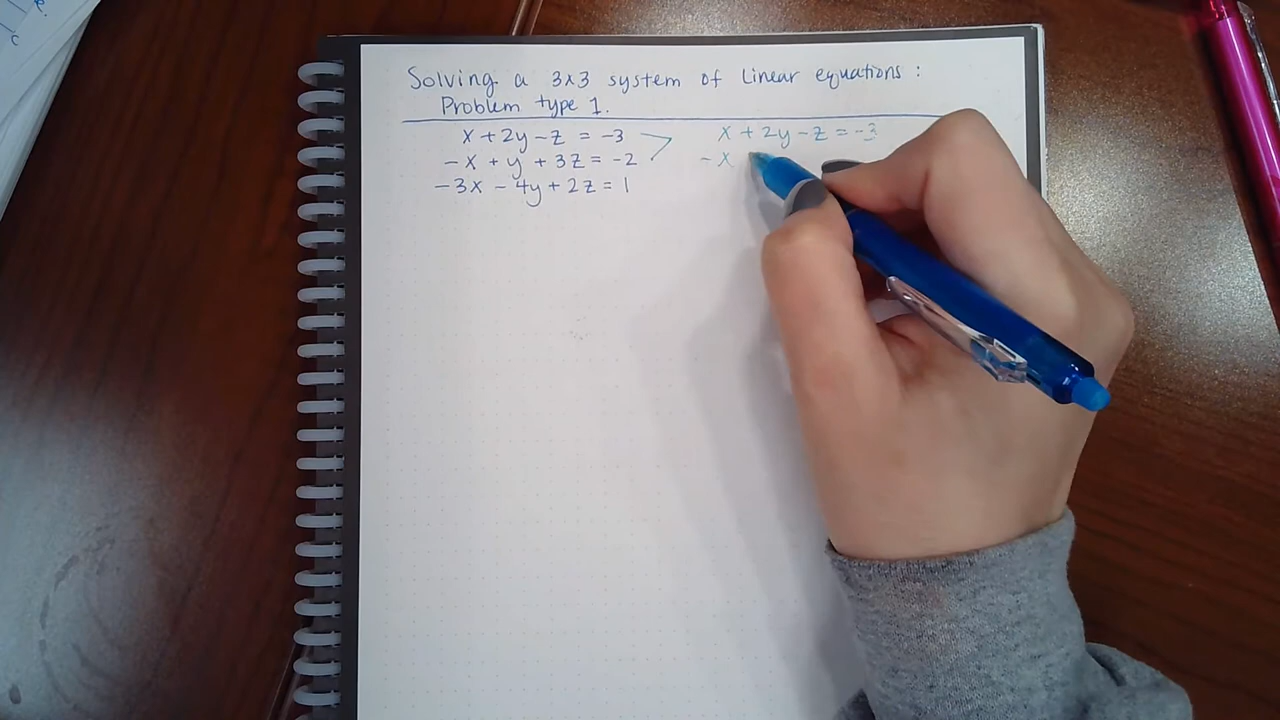 Solving a 3x3 system of Linear equations :
Problem type 1.
x + 2y - z = -3
-x + y + 3z = -2
-3x - 4y + 2z = 1
x + 2y - z = -3
-x